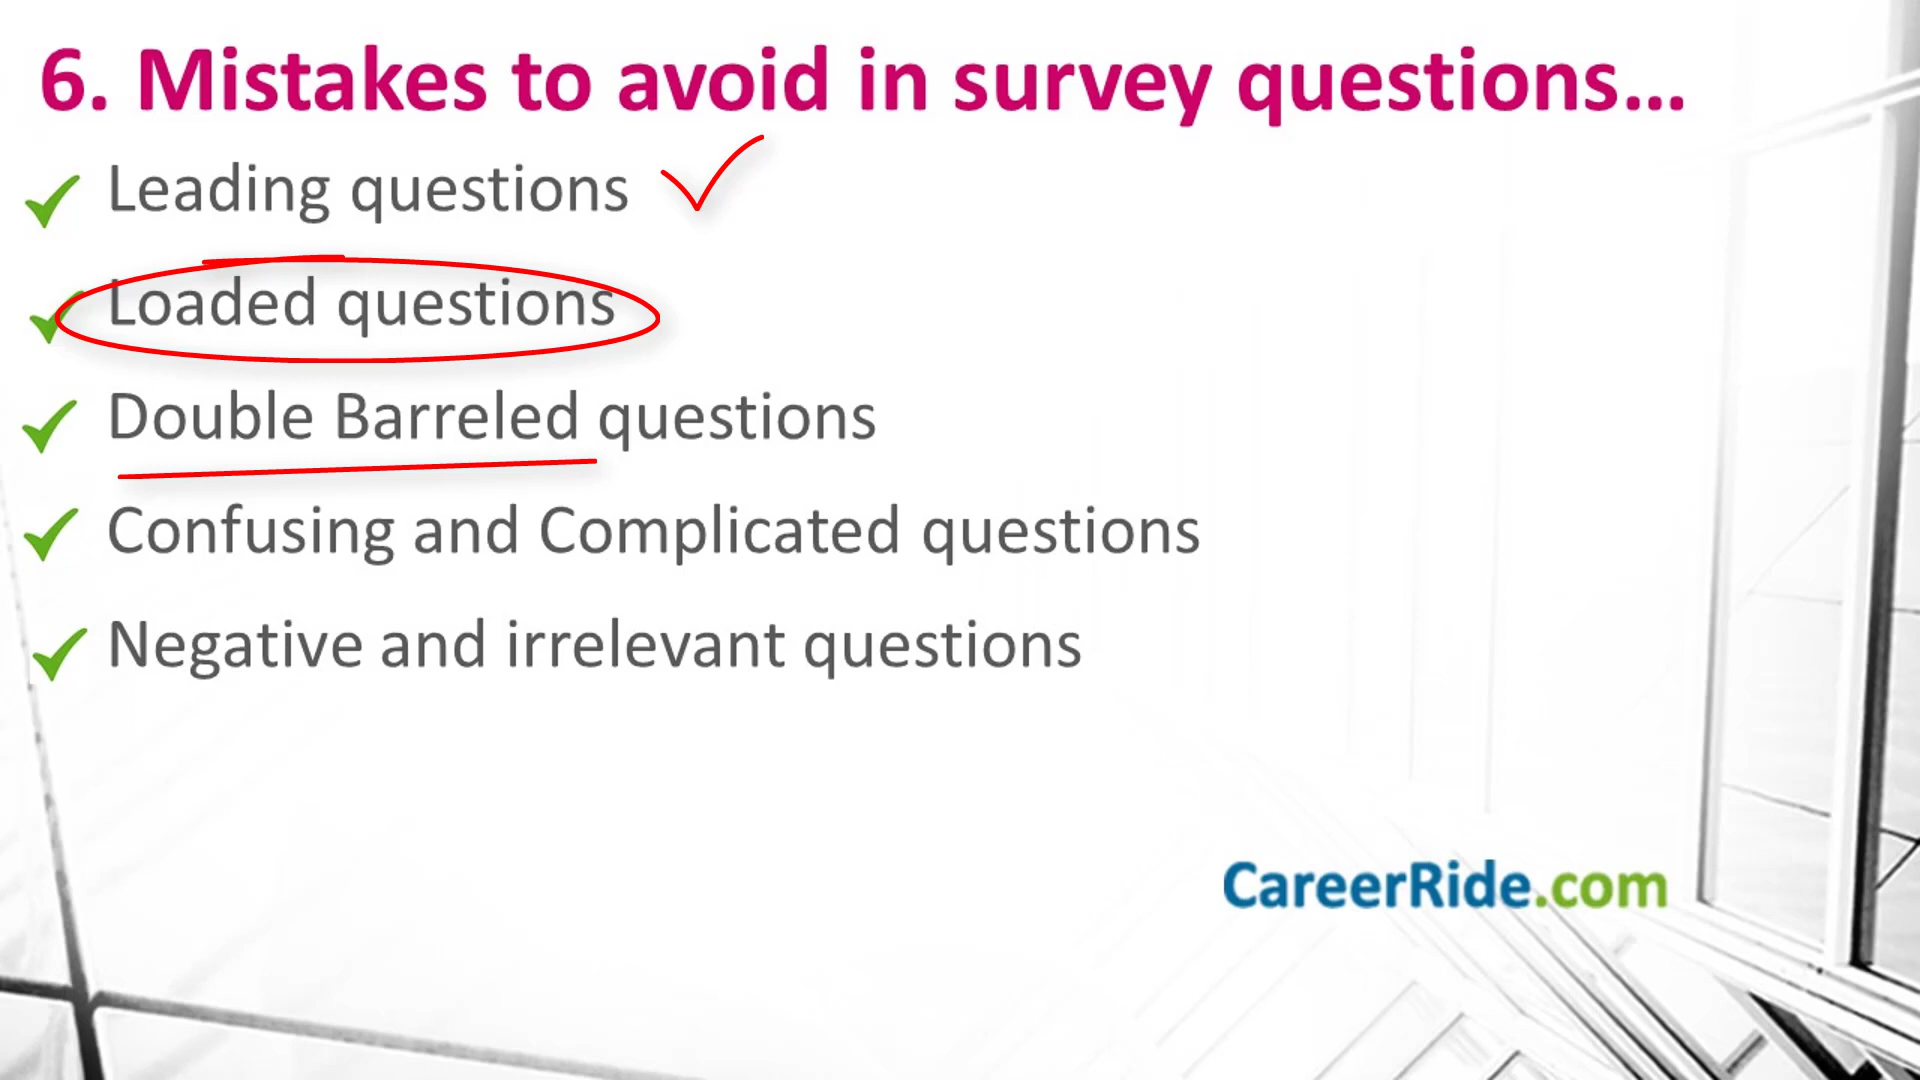 6. Mistakes to avoid in survey questions...
Leading questions
Loaded questions
Double Barreled questions
Confusing and Complicated questions
Negative and irrelevant questions
CareerRide.com